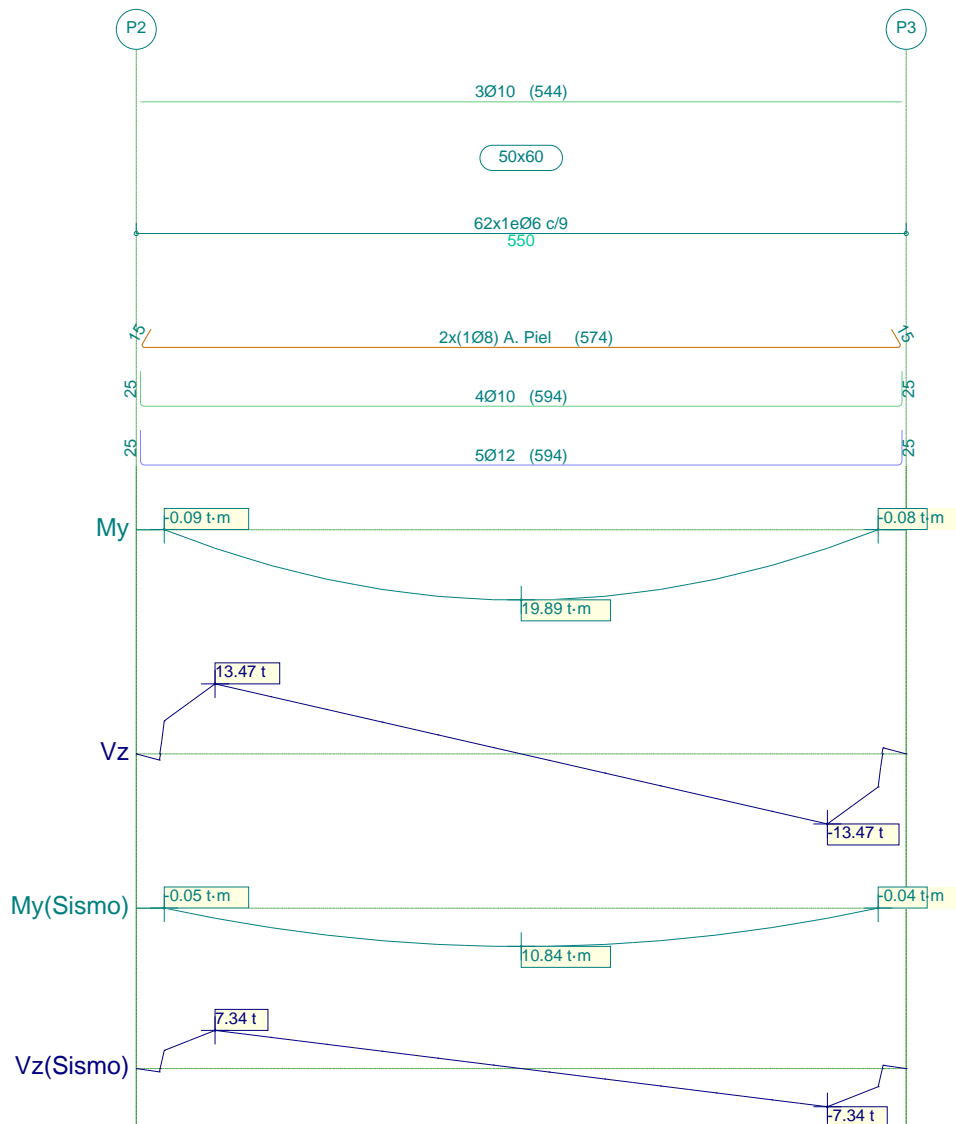 P2 P3
3Ø10 (544)
50x60
62x1eØ6 c/9
550
15 2x(1Ø8) A. Piel (574) 15
25 4Ø10 (594) 25
25 5Ø12 (594) 25
My -0.09 t·m -0.08 t·m
19.89 t·m
13.47 t
Vz
-13.47 t
My(Sismo) -0.05 t·m -0.04 t·m
10.84 t·m
7.34 t
Vz(Sismo)
-7.34 t